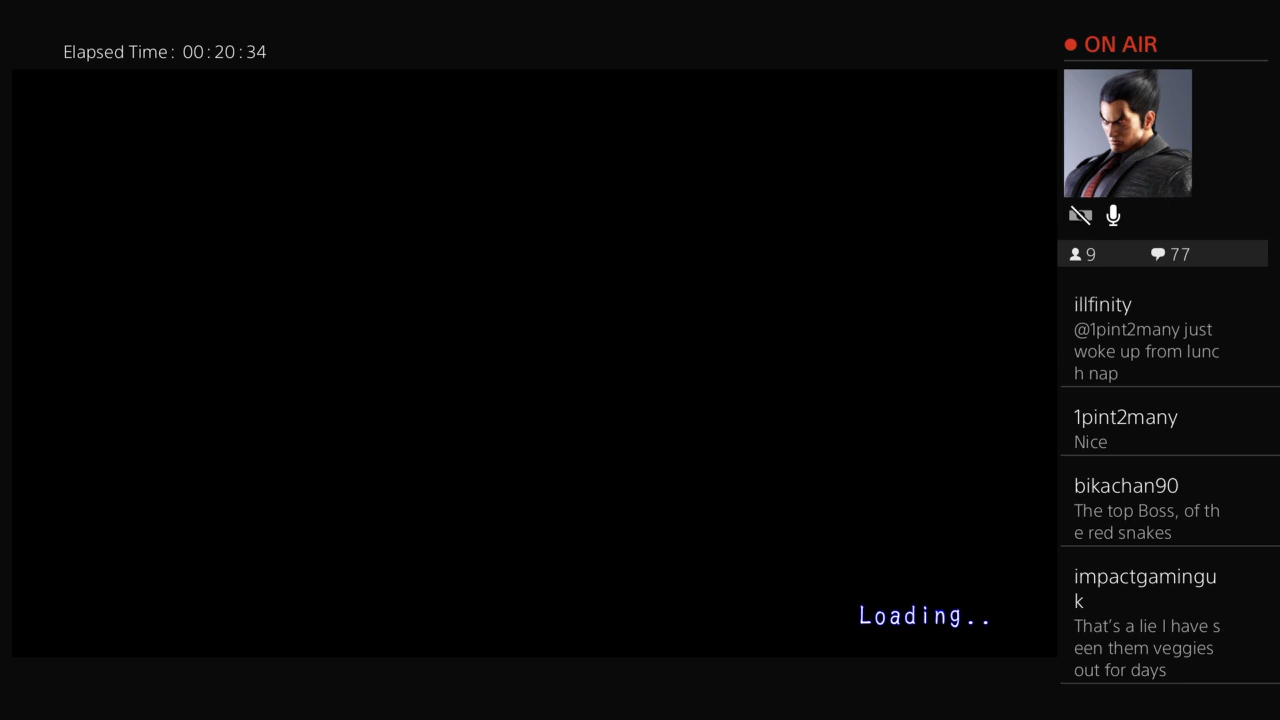 Elapsed Time: 00:20:34
ON AIR
9 77
illfinity
@1pint2many just
woke up from lunc
h nap
1pint2many
Nice
bikachan90
The top Boss, of th
e red snakes
impactgamingu
k
That's a lie I have s
een them veggies
out for days
Loading..